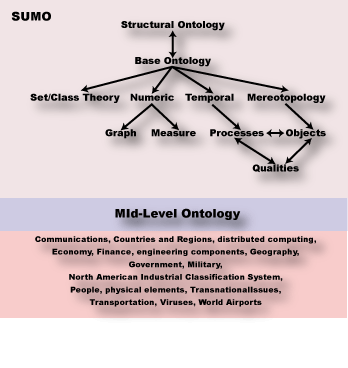 SUMO
Structural Ontology
Base Ontology
Set/Class Theory Numeric Temporal Mereotopology
Graph Measure Processes Objects
Qualities
MId-Level Ontology
Communications, Countries and Regions, distributed computing,
Economy, Finance, engineering components, Geography,
Government, Military,
North American Industrial Classification System,
People, physical elements, TransnationalIssues,
Transportation, Viruses, World Airports